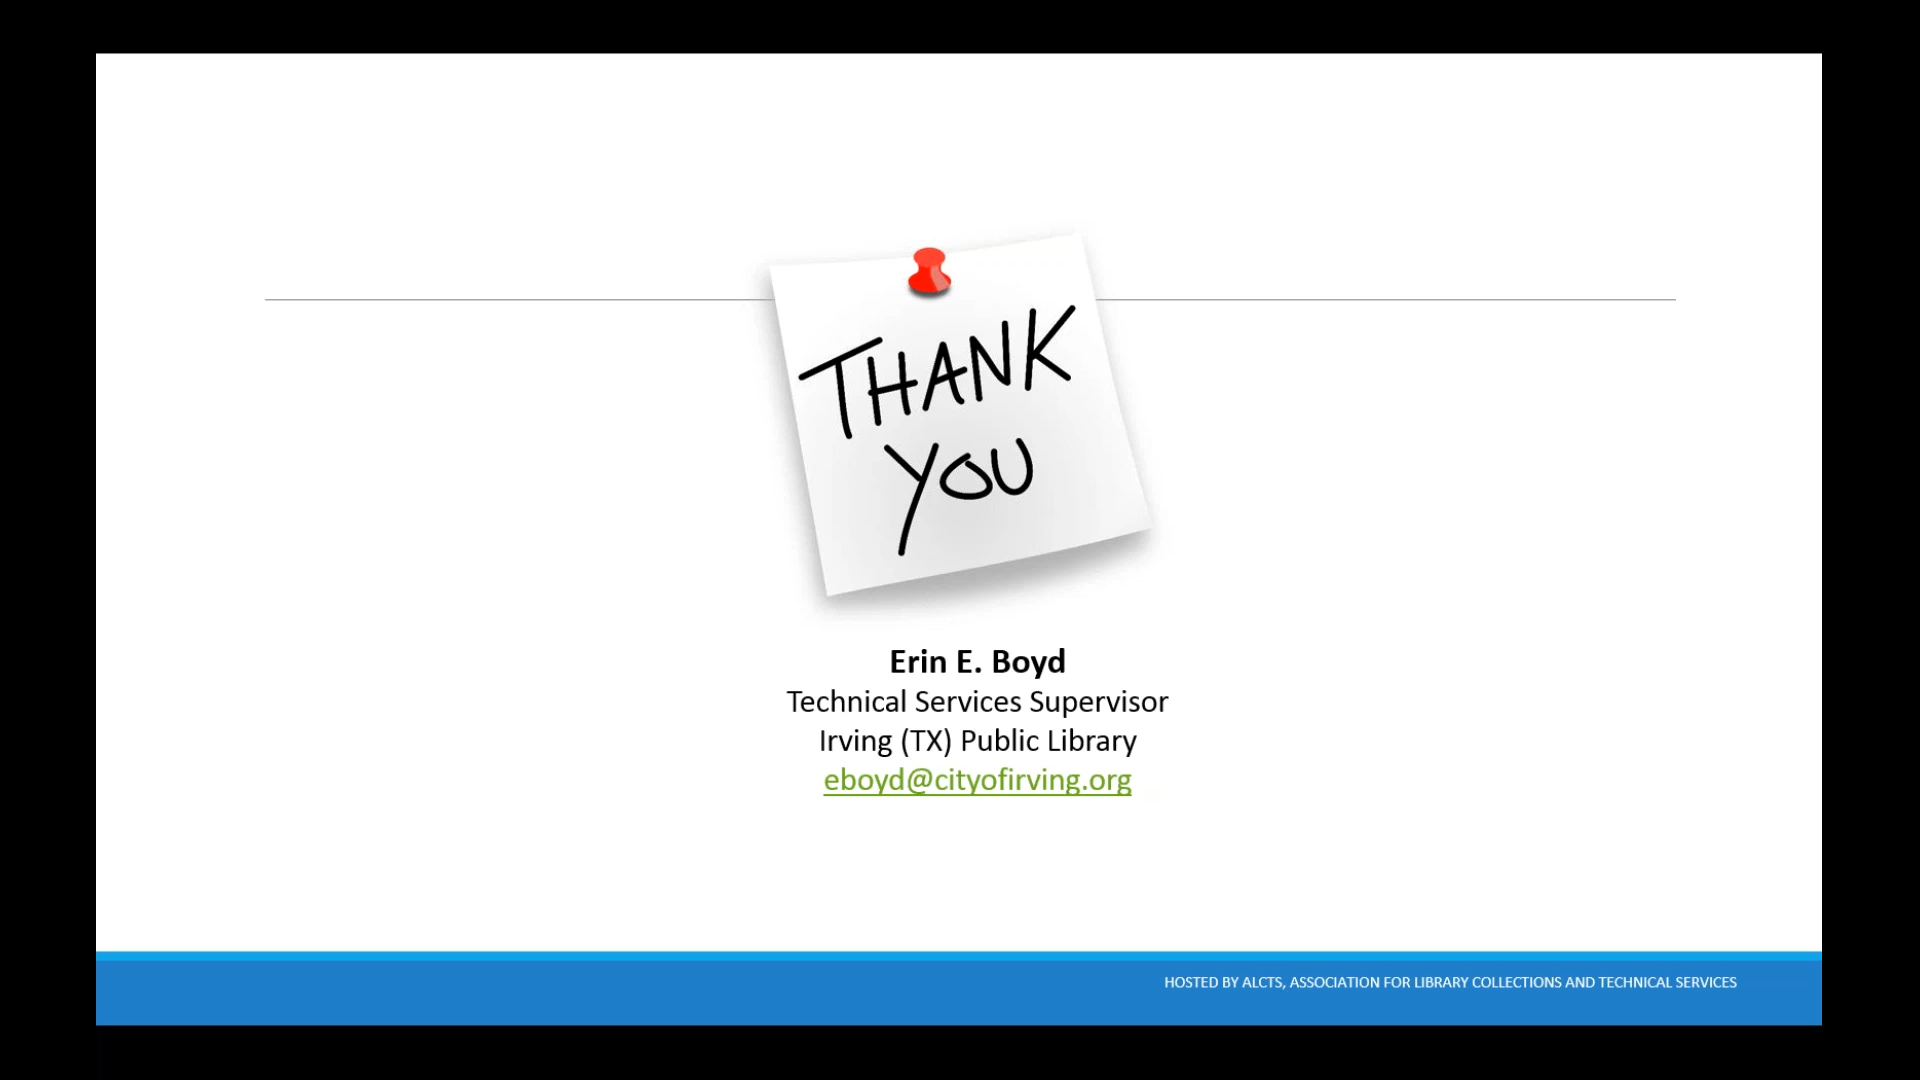 THANK
YOU
Erin E. Boyd
Technical Services Supervisor
Irving (TX) Public Library
eboyd@cityofirving.org
HOSTED BY ALCTS, ASSOCIATION FOR LIBRARY COLLECTIONS AND TECHNICAL SERVICES